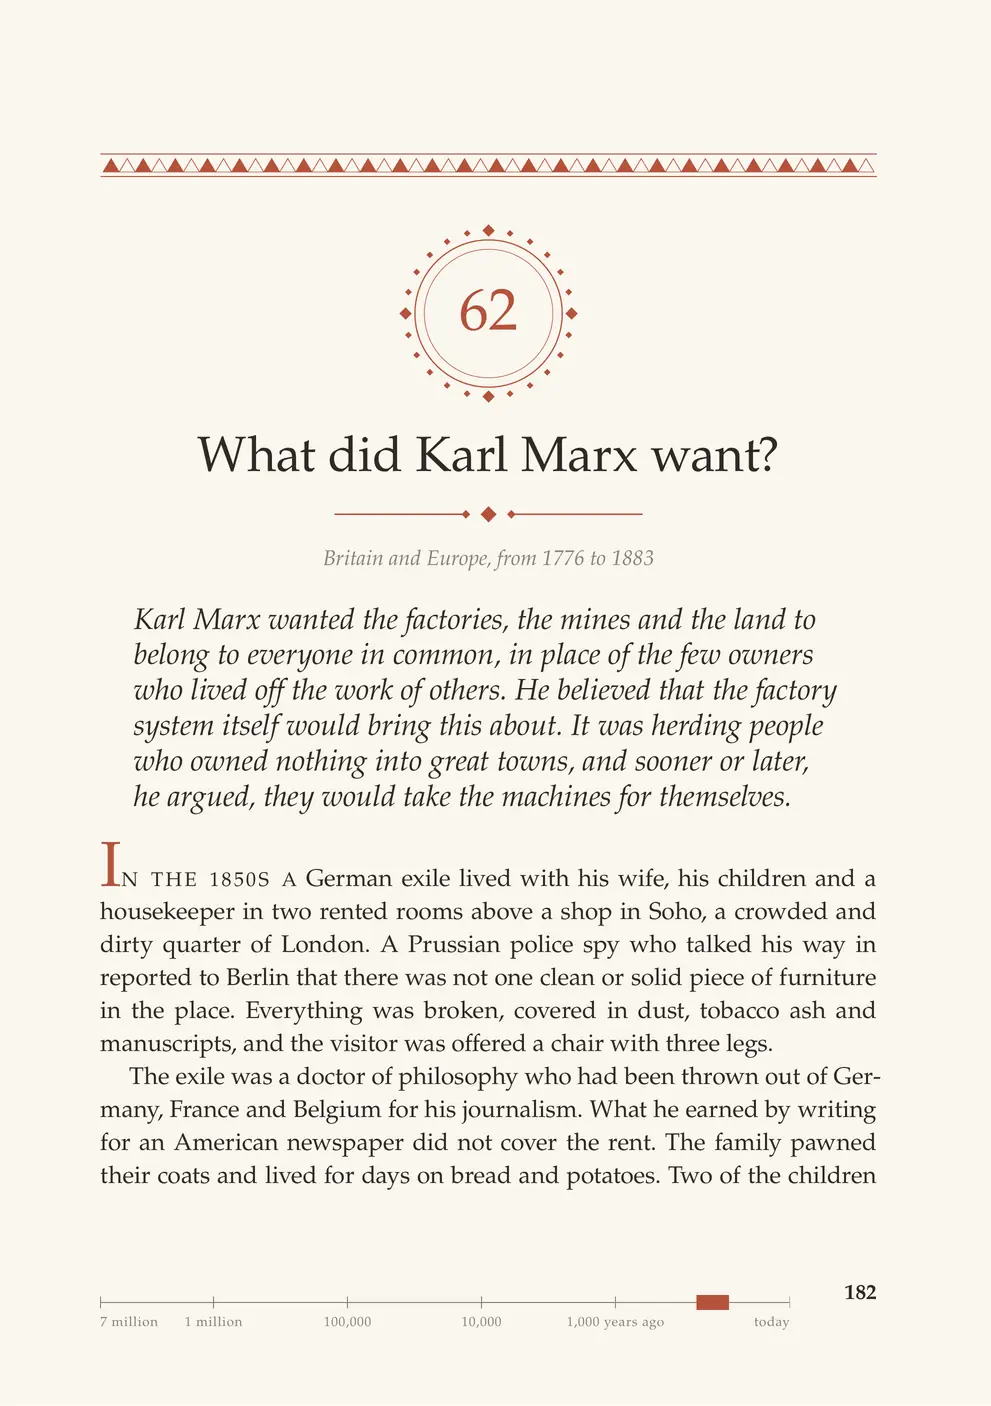 62
What did Karl Marx want?
Britain and Europe, from 1776 to 1883
Karl Marx wanted the factories, the mines and the land to
belong to everyone in common, in place of the few owners
who lived off the work of others. He believed that the factory
system itself would bring this about. It was herding people
who owned nothing into great towns, and sooner or later,
he argued, they would take the machines for themselves.
IN THE 1850S A German exile lived with his wife, his children and a
housekeeper in two rented rooms above a shop in Soho, a crowded and
dirty quarter of London. A Prussian police spy who talked his way in
reported to Berlin that there was not one clean or solid piece of furniture
in the place. Everything was broken, covered in dust, tobacco ash and
manuscripts, and the visitor was offered a chair with three legs.
The exile was a doctor of philosophy who had been thrown out of Ger-
many, France and Belgium for his journalism. What he earned by writing
for an American newspaper did not cover the rent. The family pawned
their coats and lived for days on bread and potatoes. Two of the children
182
7 million 1 million 100,000 10,000 1,000 years ago today